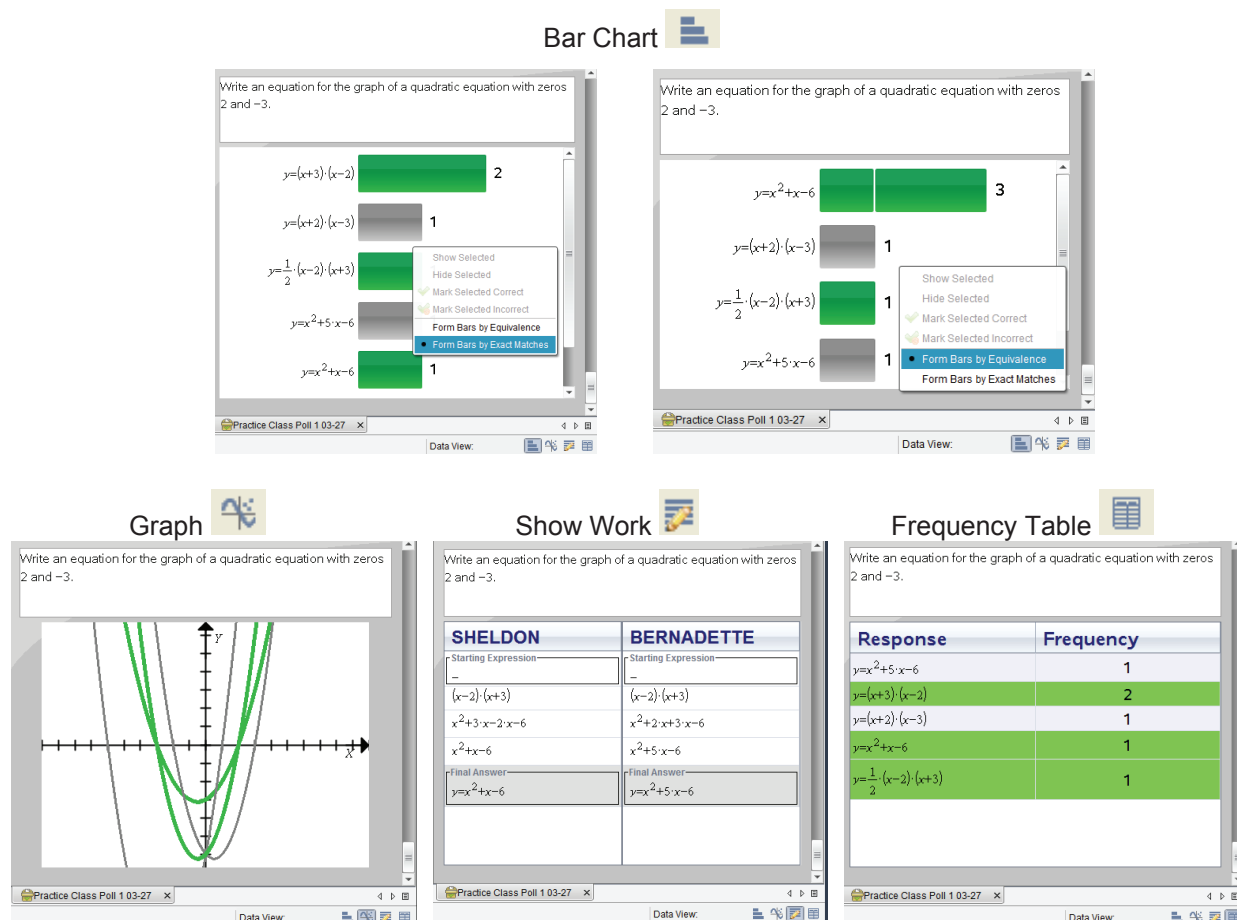 Bar Chart
Write an equation for the graph of a quadratic equation with zeros
2 and −3.
y=(x+3)·(x−2)
2
y=(x+2)·(x−3)
1
y=1/2·(x−2)·(x+3)
y=x²+5·x−6
y=x²+x−6
1
Show Selected
Hide Selected
Mark Selected Correct
Mark Selected Incorrect
Form Bars by Equivalence
Form Bars by Exact Matches
Practice Class Poll 1 03-27
Data View:
Write an equation for the graph of a quadratic equation with zeros
2 and −3.
y=x²+x−6
3
y=(x+2)·(x−3)
1
y=1/2·(x−2)·(x+3)
1
y=x²+5·x−6
1
Show Selected
Hide Selected
Mark Selected Correct
Mark Selected Incorrect
Form Bars by Equivalence
Form Bars by Exact Matches
Practice Class Poll 1 03-27
Data View:
Graph
Write an equation for the graph of a quadratic equation with zeros
2 and −3.
Y
X
Practice Class Poll 1 03-27
Data View:
Show Work
Write an equation for the graph of a quadratic equation with zeros
2 and −3.
SHELDON BERNADETTE
Starting Expression Starting Expression
_ _
(x−2)·(x+3) (x−2)·(x+3)
x²+3·x−2·x−6 x²+2·x+3·x−6
x²+x−6 x²+5·x−6
Final Answer Final Answer
y=x²+x−6 y=x²+5·x−6
Practice Class Poll 1 03-27
Data View:
Frequency Table
Write an equation for the graph of a quadratic equation with zeros
2 and −3.
Response Frequency
y=x²+5·x−6 1
y=(x+3)·(x−2) 2
y=(x+2)·(x−3) 1
y=x²+x−6 1
y=1/2·(x−2)·(x+3) 1
Practice Class Poll 1 03-27
Data View: